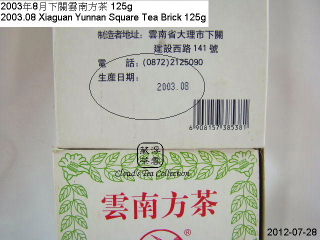 2003年8月下關雲南方茶 125g
2003.08 Xiaguan Yunnan Square Tea Brick 125g
制造者地址:雲南省大理市下關
建設西路141號
電 話:(0872)2125090
生産日期:
2003.08
6908157385381
Cloud's Tea Collection
雲南方茶
®
2012-07-28